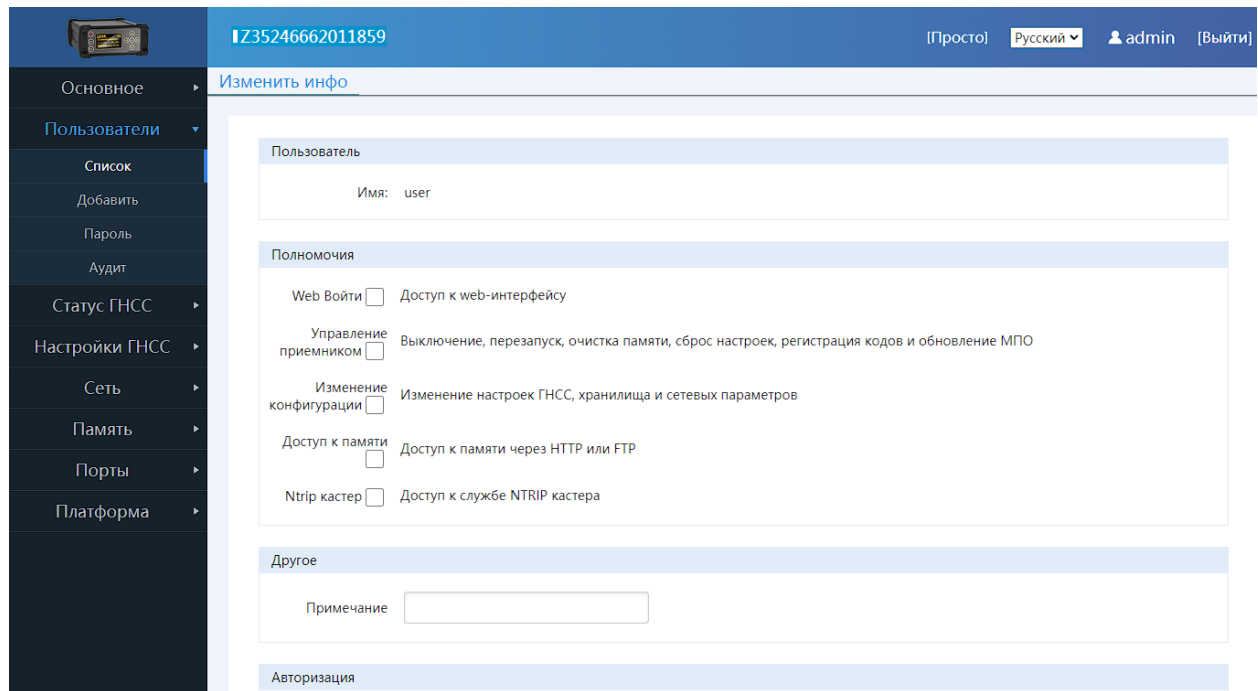 IZ35246662011859
[Просто]
Русский
admin
[Выйти]
Основное
Пользователи
Список
Добавить
Пароль
Аудит
Статус ГНСС
Настройки ГНСС
Сеть
Память
Порты
Платформа
Изменить инфо
Пользователь
Имя: user
Полномочия
Web Войти Доступ к web-интерфейсу
Управление
приемником Выключение, перезапуск, очистка памяти, сброс настроек, регистрация кодов и обновление МПО
Изменение
конфигурации Изменение настроек ГНСС, хранилища и сетевых параметров
Доступ к памяти Доступ к памяти через HTTP или FTP
Ntrip кастер Доступ к службе NTRIP кастера
Другое
Примечание
Авторизация